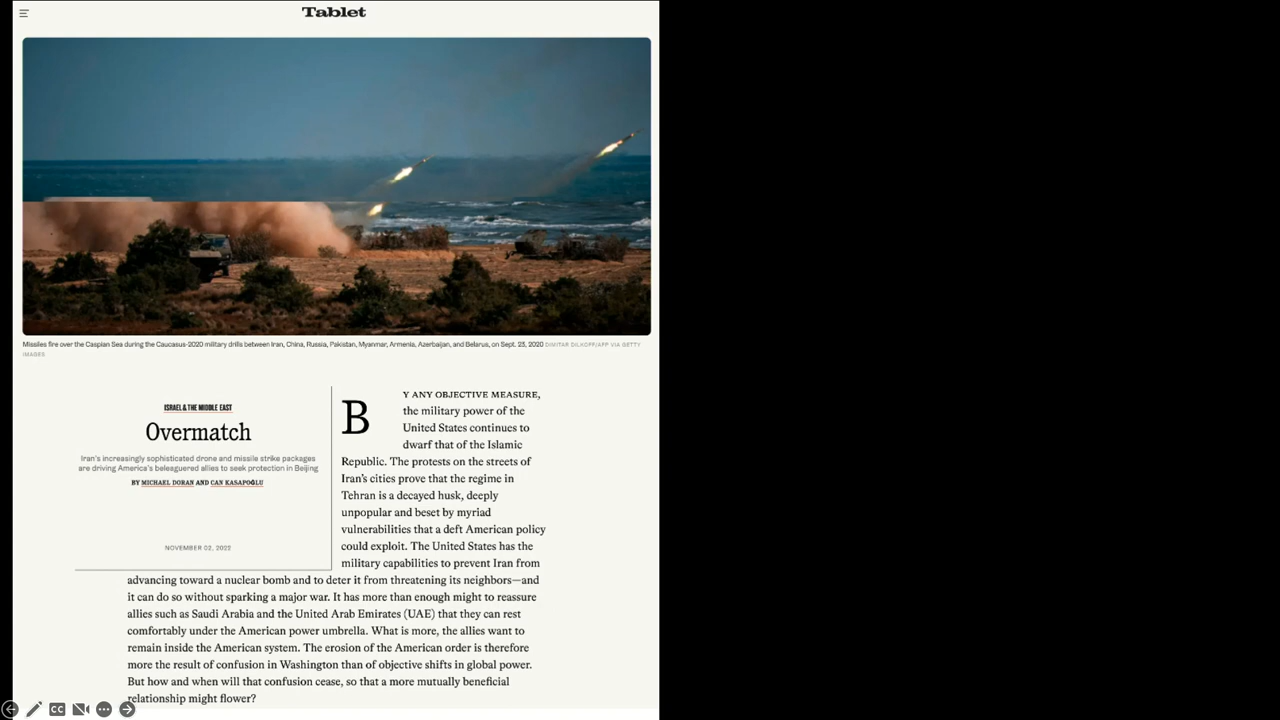 Tablet
Missiles fire over the Caspian Sea during the Caucasus-2020 military drills between Iran, China, Russia, Pakistan, Myanmar, Armenia, Azerbaijan, and Belarus, on Sept. 23, 2020 DIMITAR DILKOFF/AFP VIA GETTY
IMAGES
ISRAEL & THE MIDDLE EAST
Overmatch
Iran's increasingly sophisticated drone and missile strike packages
are driving America's beleaguered allies to seek protection in Beijing
BY MICHAEL DORAN AND CAN KASAPOĞLU
NOVEMBER 02, 2022
BY ANY OBJECTIVE MEASURE,
the military power of the
United States continues to
dwarf that of the Islamic
Republic. The protests on the streets of
Iran's cities prove that the regime in
Tehran is a decayed husk, deeply
unpopular and beset by myriad
vulnerabilities that a deft American policy
could exploit. The United States has the
military capabilities to prevent Iran from
advancing toward a nuclear bomb and to deter it from threatening its neighbors—and
it can do so without sparking a major war. It has more than enough might to reassure
allies such as Saudi Arabia and the United Arab Emirates (UAE) that they can rest
comfortably under the American power umbrella. What is more, the allies want to
remain inside the American system. The erosion of the American order is therefore
more the result of confusion in Washington than of objective shifts in global power.
But how and when will that confusion cease, so that a more mutually beneficial
relationship might flower?
CC